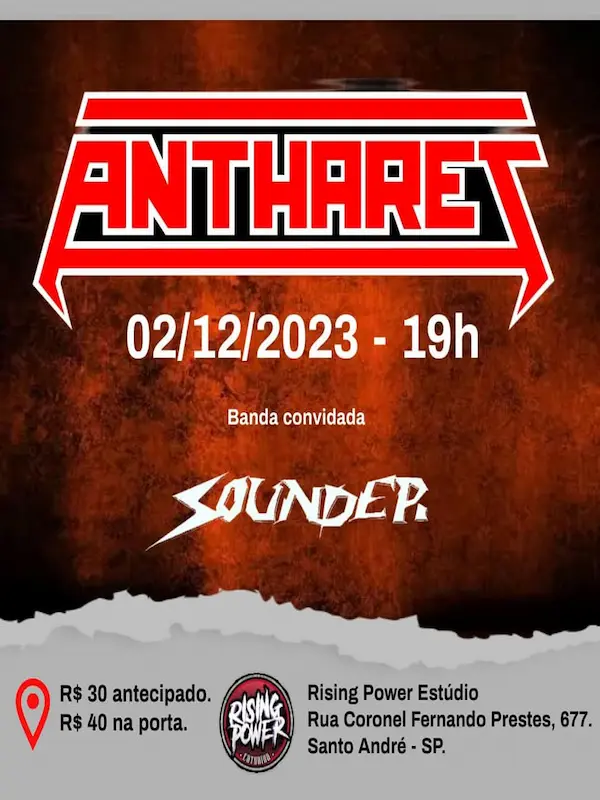 ANTHARES
02/12/2023 - 19h
Banda convidada
SOUNDER
R$ 30 antecipado.
R$ 40 na porta.
RISING
POWER
ESTUDIO
Rising Power Estúdio
Rua Coronel Fernando Prestes, 677.
Santo André - SP.